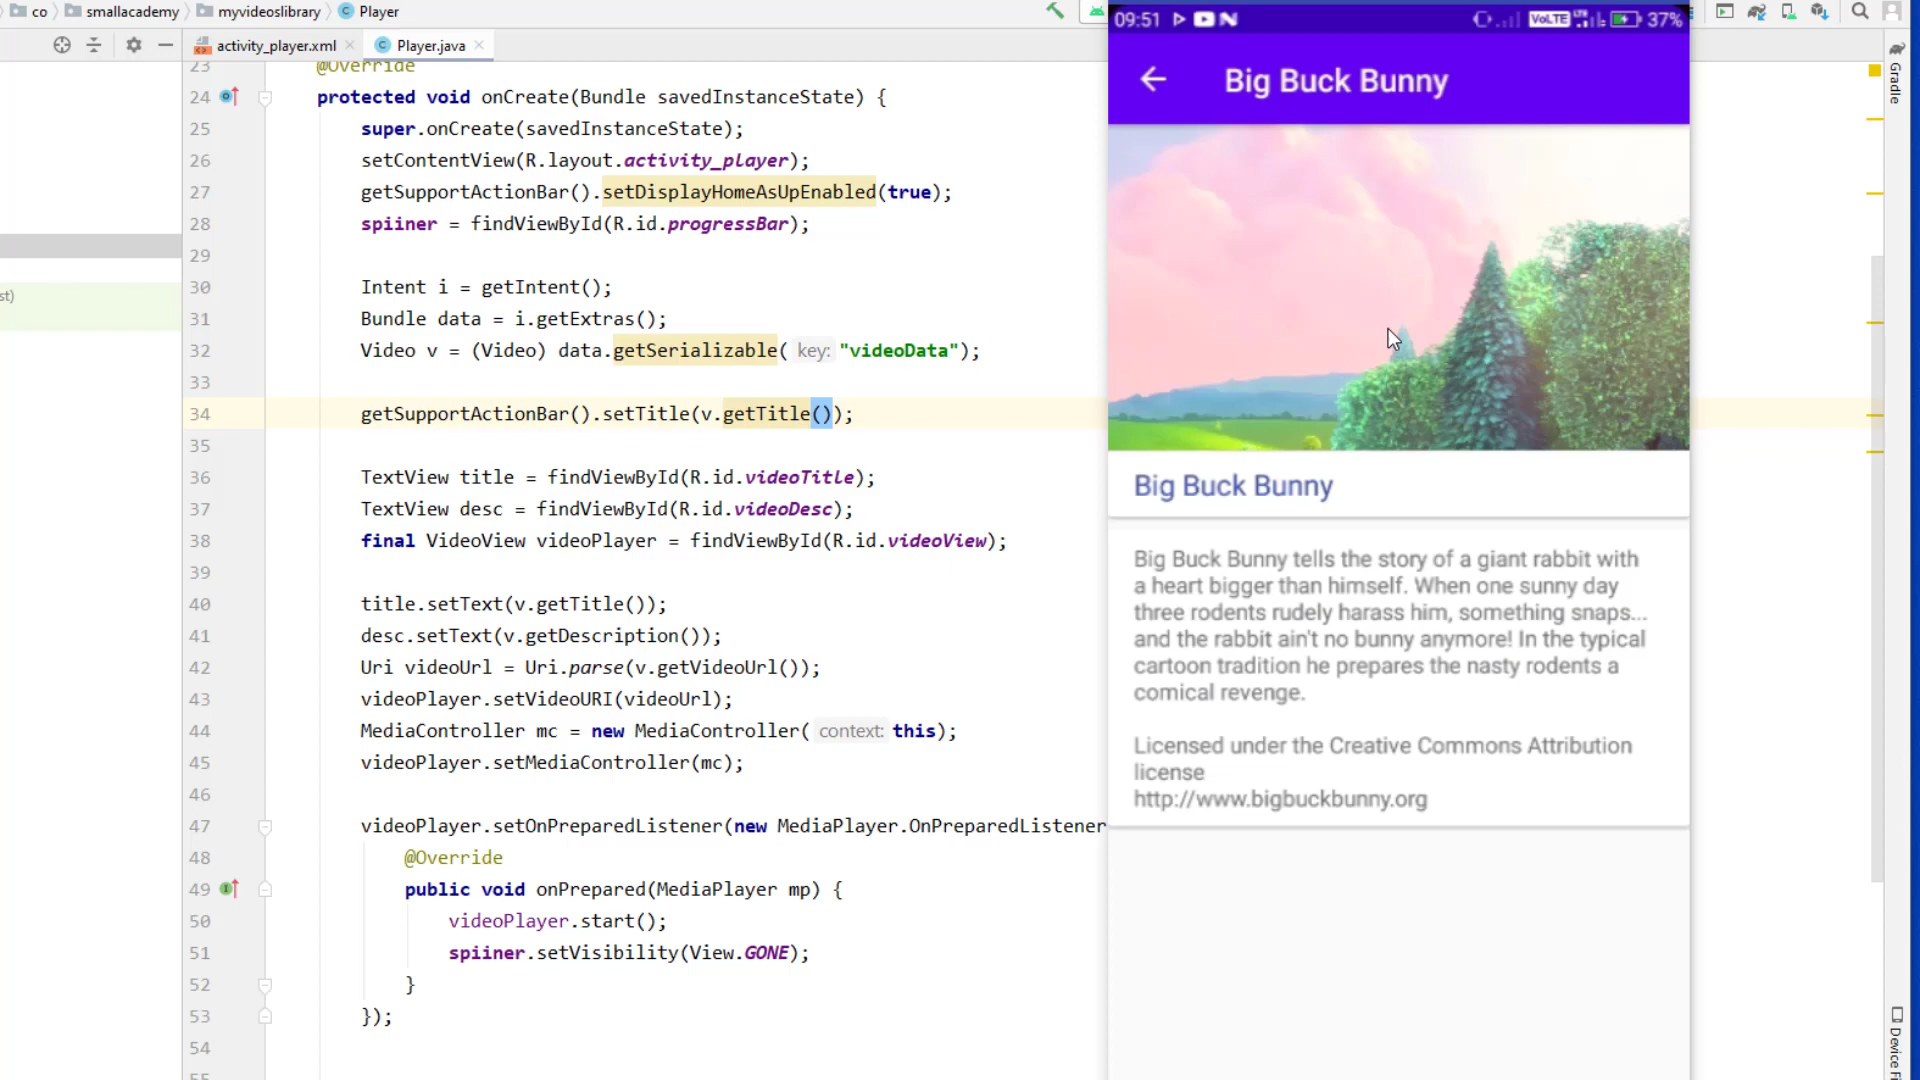 co smallacademy myvideoslibrary Player
activity_player.xml Player.java
23 @Override
24 protected void onCreate(Bundle savedInstanceState) {
25 super.onCreate(savedInstanceState);
26 setContentView(R.layout.activity_player);
27 getSupportActionBar().setDisplayHomeAsUpEnabled(true);
28 spiiner = findViewById(R.id.progressBar);
29
30 Intent i = getIntent();
31 Bundle data = i.getExtras();
st)
32 Video v = (Video) data.getSerializable( key: "videoData");
33
34 getSupportActionBar().setTitle(v.getTitle());
35
36 TextView title = findViewById(R.id.videoTitle);
37 TextView desc = findViewById(R.id.videoDesc);
38 final VideoView videoPlayer = findViewById(R.id.videoView);
39
40 title.setText(v.getTitle());
41 desc.setText(v.getDescription());
42 Uri videoUrl = Uri.parse(v.getVideoUrl());
43 videoPlayer.setVideoURI(videoUrl);
44 MediaController mc = new MediaController( context: this);
45 videoPlayer.setMediaController(mc);
46
47 videoPlayer.setOnPreparedListener(new MediaPlayer.OnPreparedListener
48 @Override
49 public void onPrepared(MediaPlayer mp) {
50 videoPlayer.start();
51 spiiner.setVisibility(View.GONE);
52 }
53 });
54
55
09:51 VoLTE LTE 37%
Big Buck Bunny
Big Buck Bunny
Big Buck Bunny tells the story of a giant rabbit with
a heart bigger than himself. When one sunny day
three rodents rudely harass him, something snaps...
and the rabbit ain't no bunny anymore! In the typical
cartoon tradition he prepares the nasty rodents a
comical revenge.
Licensed under the Creative Commons Attribution
license
http://www.bigbuckbunny.org
Gradle
Device Fi